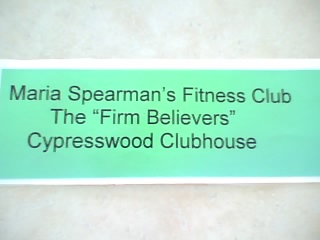 Maria Spearman's Fitness Club
The “Firm Believers”
Cypresswood Clubhouse